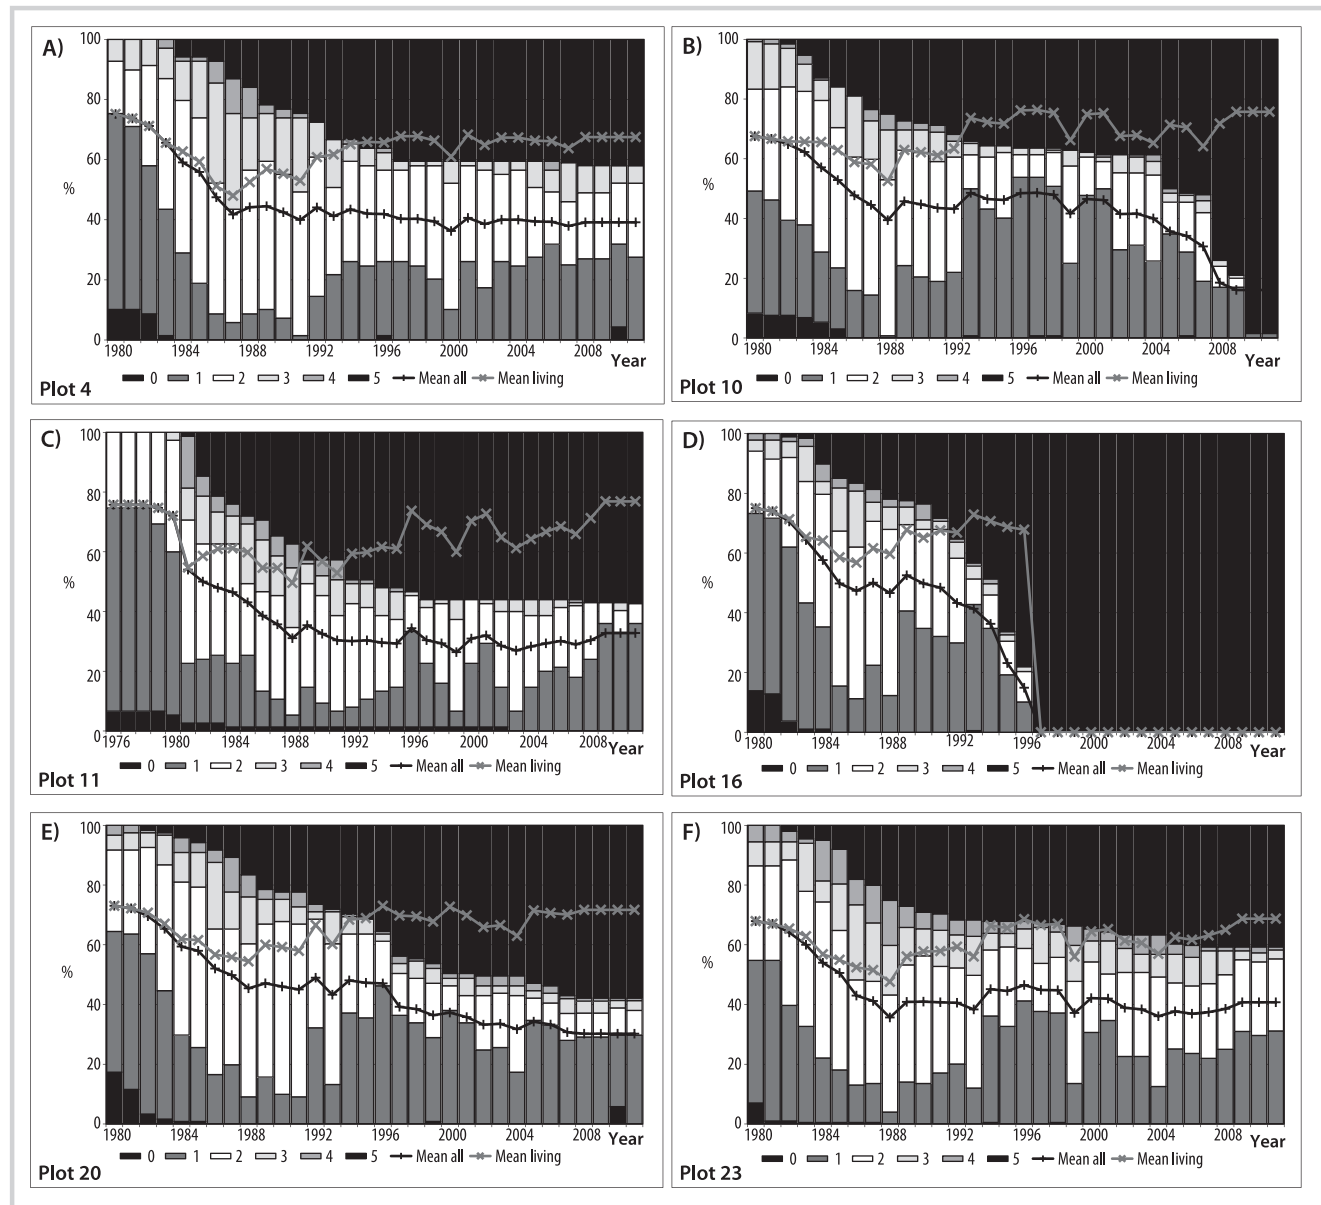 A)
100
80
60
%
40
20
0
1980 1984 1988 1992 1996 2000 2004 2008 Year
0 1 2 3 4 5 Mean all Mean living
Plot 4
B)
100
80
60
%
40
20
0
1980 1984 1988 1992 1996 2000 2004 2008 Year
0 1 2 3 4 5 Mean all Mean living
Plot 10
C)
100
80
60
%
40
20
0
1976 1980 1984 1988 1992 1996 2000 2004 2008 Year
0 1 2 3 4 5 Mean all Mean living
Plot 11
D)
100
80
60
%
40
20
0
1980 1984 1988 1992 1996 2000 2004 2008 Year
0 1 2 3 4 5 Mean all Mean living
Plot 16
E)
100
80
60
%
40
20
0
1980 1984 1988 1992 1996 2000 2004 2008 Year
0 1 2 3 4 5 Mean all Mean living
Plot 20
F)
100
80
60
%
40
20
0
1980 1984 1988 1992 1996 2000 2004 2008 Year
0 1 2 3 4 5 Mean all Mean living
Plot 23